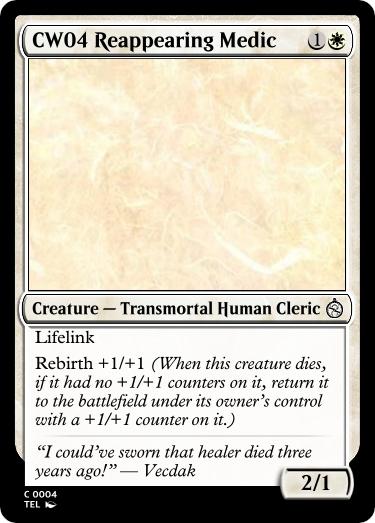 CW04 Reappearing Medic 1
Creature — Transmortal Human Cleric
Lifelink
Rebirth +1/+1 (When this creature dies,
if it had no +1/+1 counters on it, return it
to the battlefield under its owner's control
with a +1/+1 counter on it.)
"I could've sworn that healer died three
years ago!" — Vecdak
2/1
C 0004
TEL